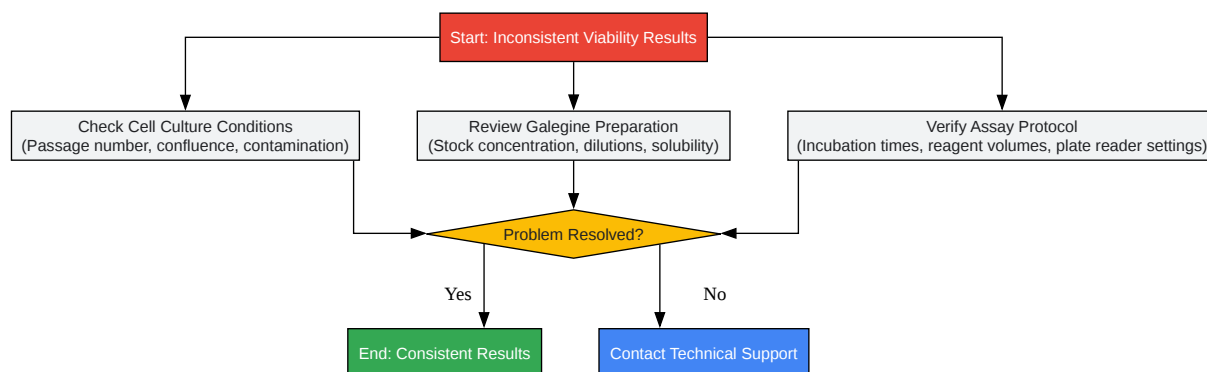 Start: Inconsistent Viability Results
Check Cell Culture Conditions
(Passage number, confluence, contamination)
Review Galegine Preparation
(Stock concentration, dilutions, solubility)
Verify Assay Protocol
(Incubation times, reagent volumes, plate reader settings)
Problem Resolved?
Yes
No
End: Consistent Results
Contact Technical Support